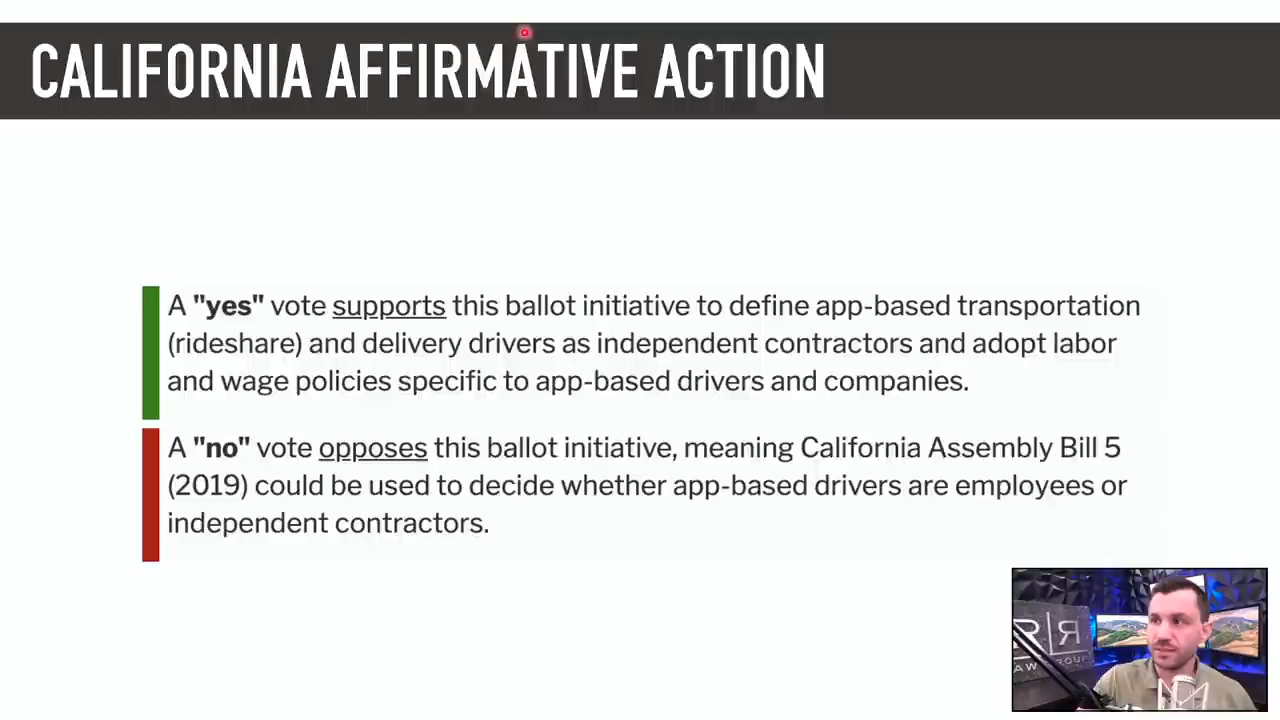 CALIFORNIA AFFIRMATIVE ACTION
A "yes" vote supports this ballot initiative to define app-based transportation
(rideshare) and delivery drivers as independent contractors and adopt labor
and wage policies specific to app-based drivers and companies.
A "no" vote opposes this ballot initiative, meaning California Assembly Bill 5
(2019) could be used to decide whether app-based drivers are employees or
independent contractors.